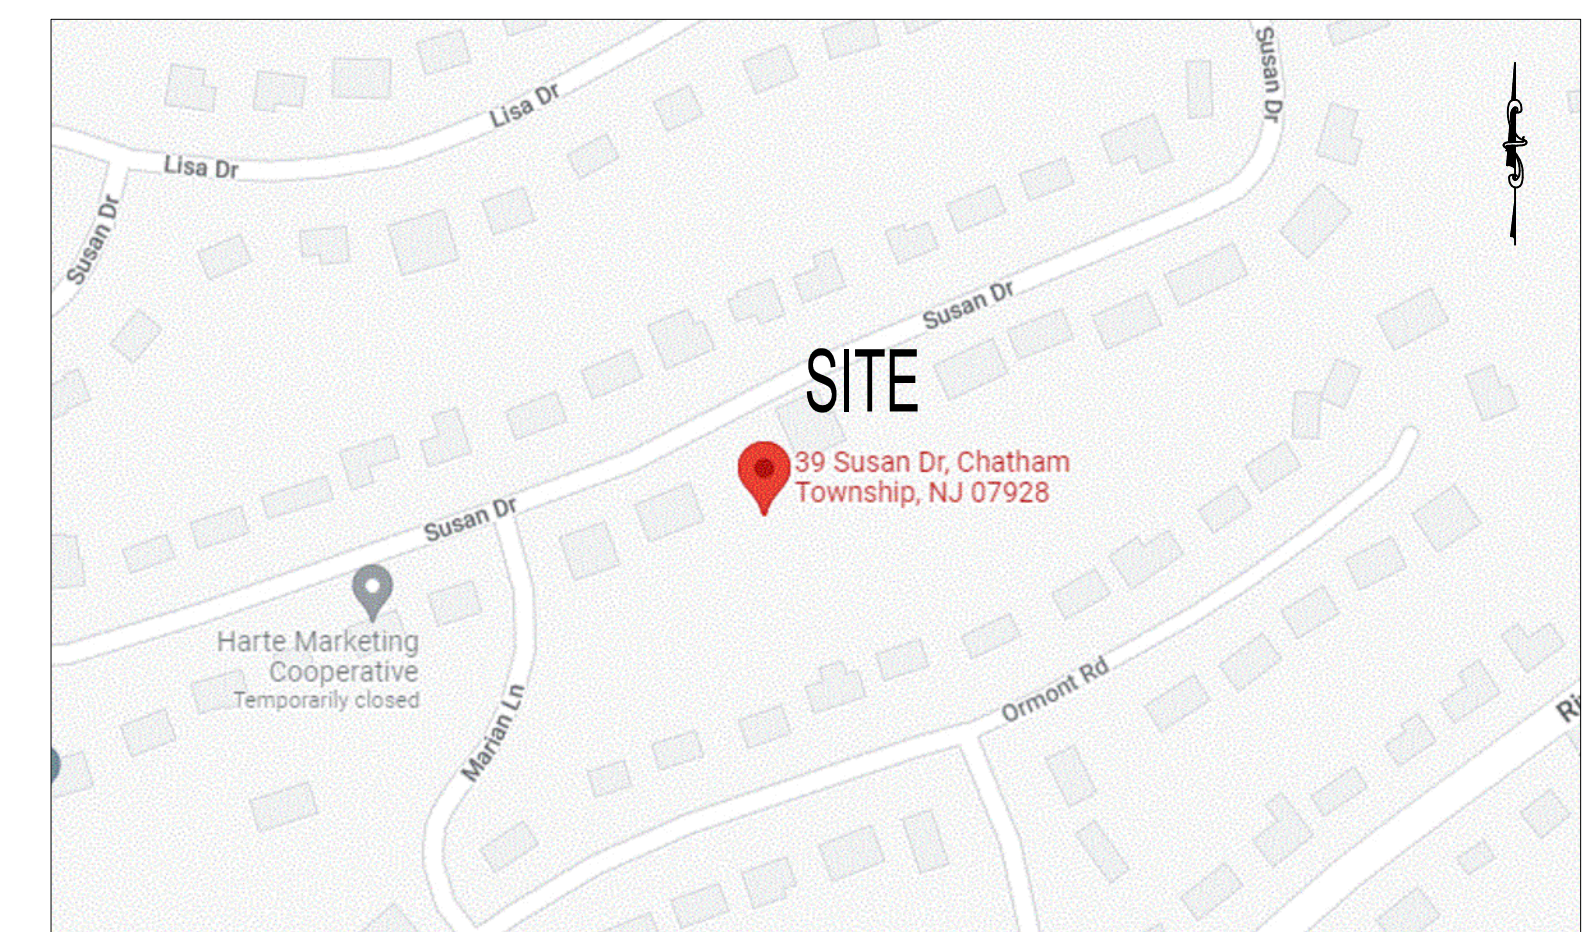 Susan Dr
Lisa Dr
Lisa Dr
Susan Dr
Susan Dr
SITE
39 Susan Dr, Chatham
Township, NJ 07928
Susan Dr
Harte Marketing
Cooperative
Temporarily closed
Marian Ln
Ormont Rd